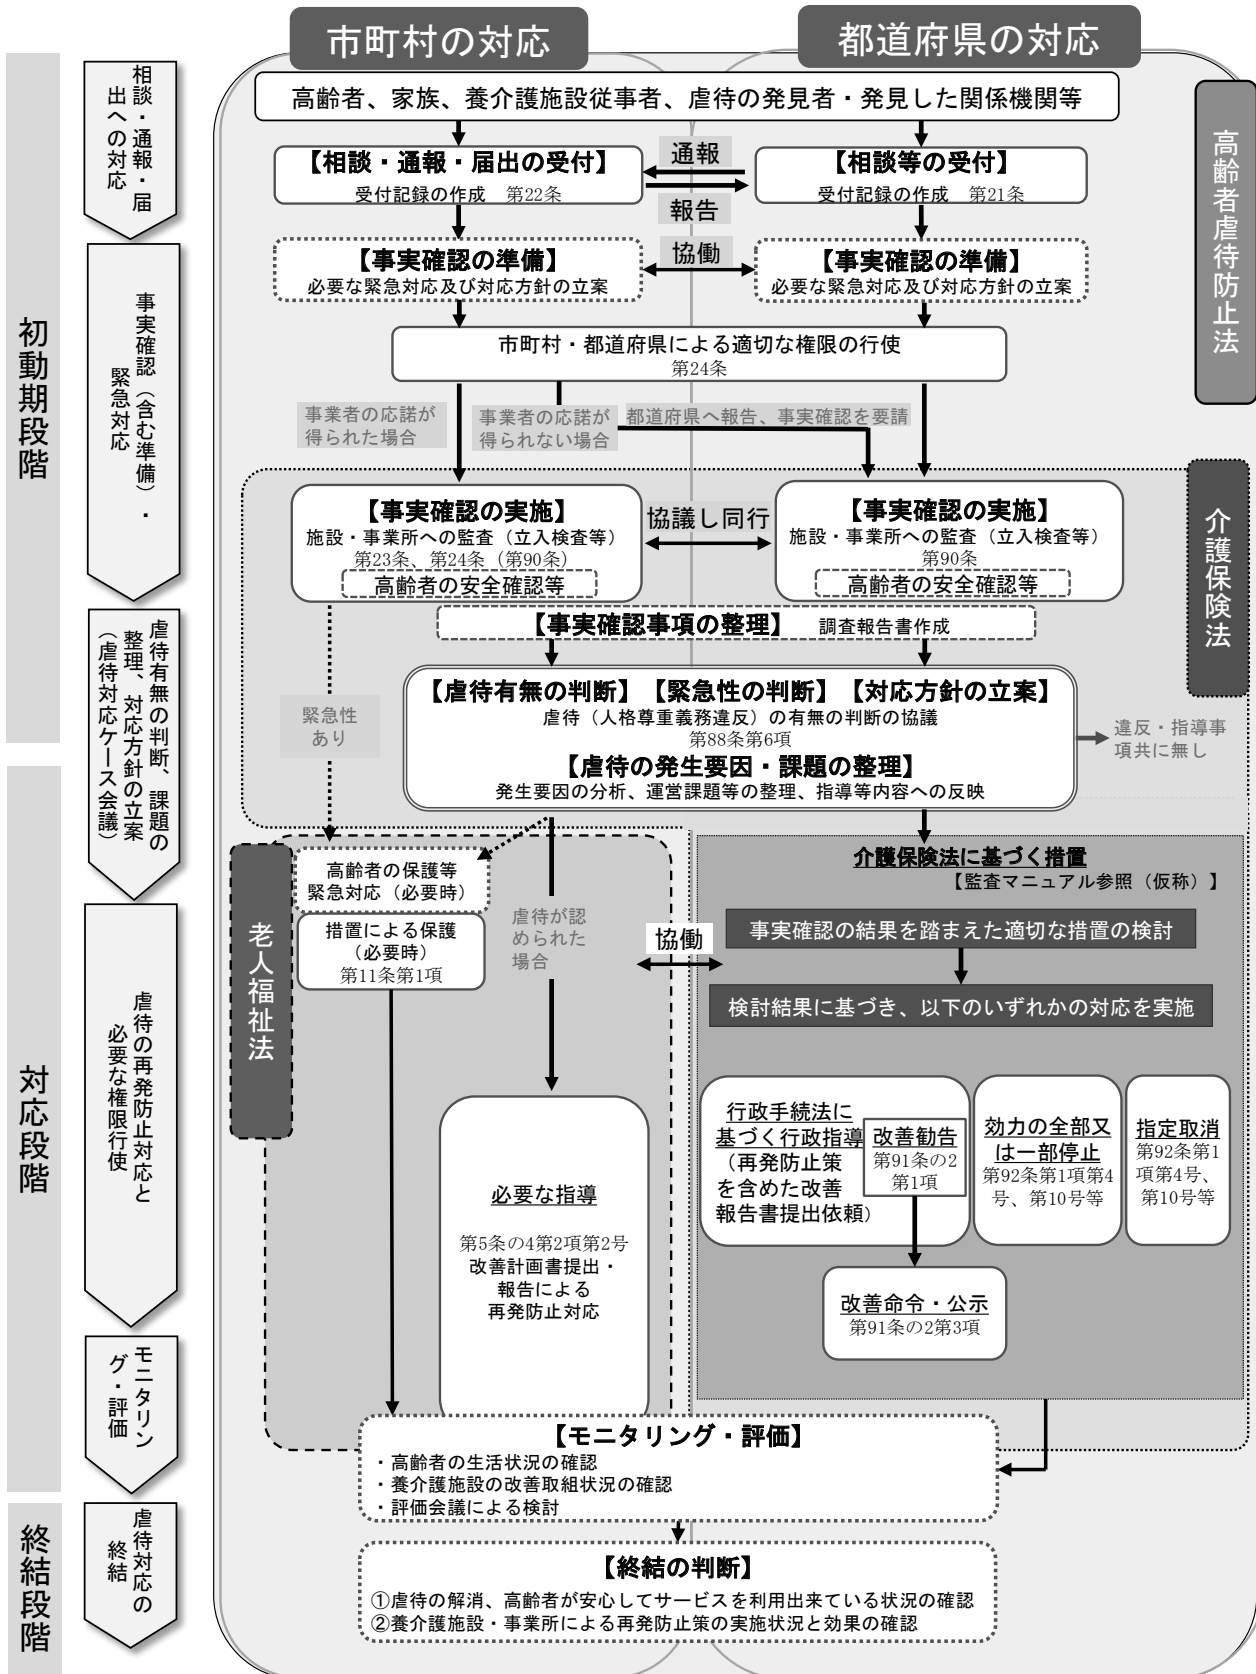 市町村の対応
都道府県の対応
高齢者、家族、養介護施設従事者、虐待の発見者・発見した関係機関等
相談・通報・届
出への対応
高齢者虐待防止法
【相談・通報・届出の受付】
受付記録の作成　第22条
通報
報告
【相談等の受付】
受付記録の作成　第21条
初動期段階
事実確認（含む準備）・
緊急対応
【事実確認の準備】
必要な緊急対応及び対応方針の立案
協働
【事実確認の準備】
必要な緊急対応及び対応方針の立案
市町村・都道府県による適切な権限の行使
第24条
事業者の応諾が
得られた場合
事業者の応諾が
得られない場合
都道府県へ報告、事実確認を要請
介護保険法
【事実確認の実施】
施設・事業所への監査（立入検査等）
第23条、第24条（第90条）
高齢者の安全確認等
協議し同行
【事実確認の実施】
施設・事業所への監査（立入検査等）
第90条
高齢者の安全確認等
【事実確認事項の整理】　調査報告書作成
虐待有無の判断、課題の
整理、対応方針の立案
（虐待対応ケース会議）
緊急性
あり
【虐待有無の判断】【緊急性の判断】【対応方針の立案】
虐待（人格尊重義務違反）の有無の判断の協議
第88条第6項
【虐待の発生要因・課題の整理】
発生要因の分析、運営課題等の整理、指導等内容への反映
違反・指導事
項共に無し
対応段階
虐待の再発防止対応と
必要な権限行使
老人福祉法
高齢者の保護等
緊急対応（必要時）
措置による保護
（必要時）
第11条第1項
虐待が認
められた
場合
協働
介護保険法に基づく措置
【監査マニュアル参照（仮称）】
事実確認の結果を踏まえた適切な措置の検討
検討結果に基づき、以下のいずれかの対応を実施
必要な指導
第5条の4第2項第2号
改善計画書提出・
報告による
再発防止対応
行政手続法に
基づく行政指導
（再発防止策
を含めた改善
報告書提出依頼）
改善勧告
第91条の2
第1項
効力の全部又
は一部停止
第92条第1項第4
号、第10号等
指定取消
第92条第1
項第4号、
第10号等
改善命令・公示
第91条の2第3項
モニタリン
グ・評価
【モニタリング・評価】
・高齢者の生活状況の確認
・養介護施設の改善取組状況の確認
・評価会議による検討
終結段階
虐待対応の
終結
【終結の判断】
①虐待の解消、高齢者が安心してサービスを利用出来ている状況の確認
②養介護施設・事業所による再発防止策の実施状況と効果の確認